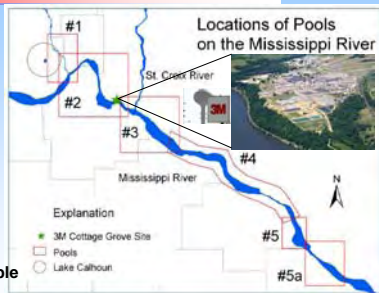 Locations of Pools
on the Mississippi River
#1
St. Croix River
#2
3M
#3
#4
Mississippi River
N
Explanation
3M Cottage Grove Site
Pools
Lake Calhoun
#5
#5a
ple